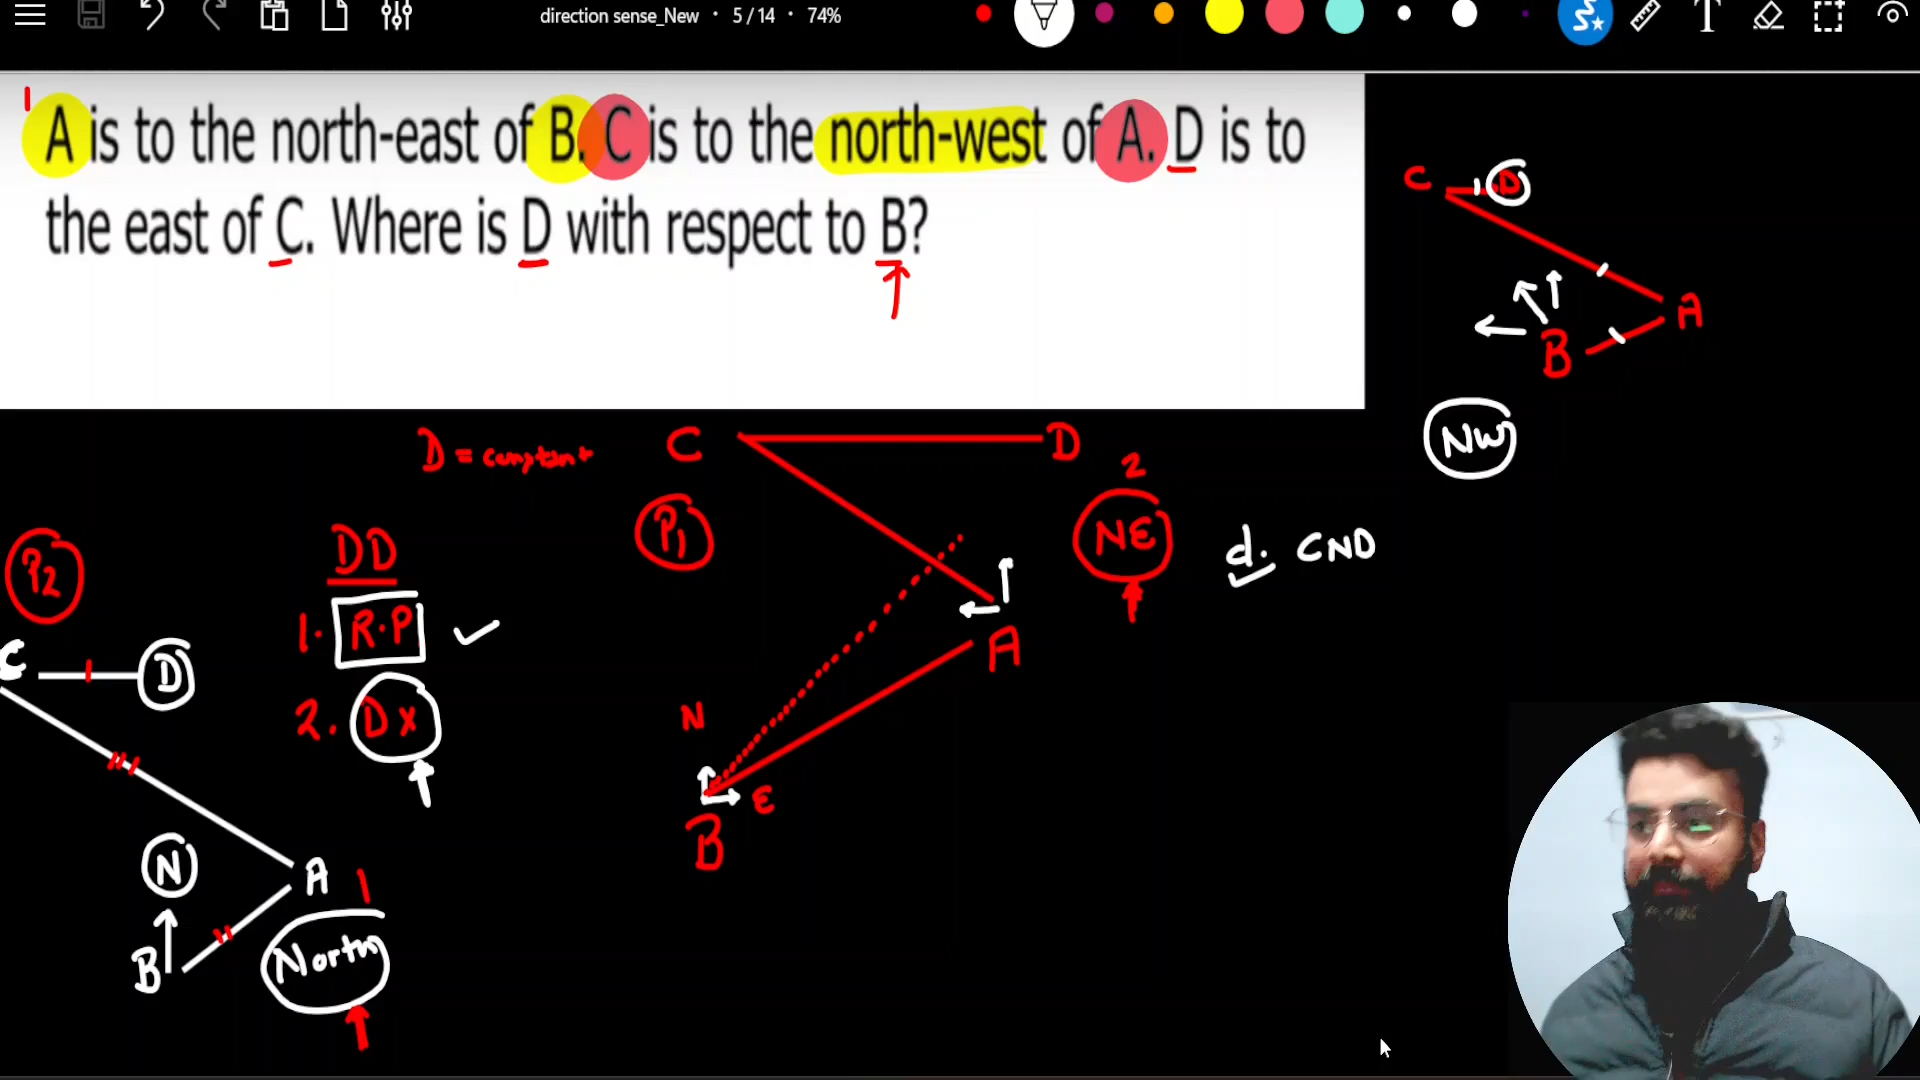 direction sense_New • 5 / 14 • 74%
T
1
A is to the north-east of B. C is to the north-west of A. D is to
the east of C. Where is D with respect to B?
C D
A
B
NW
D = constant
C D
2
P1
NE
d. CND
A
N
E
B
P2
DD
1. R.P
2. DX
C D
N
A
1
B
North